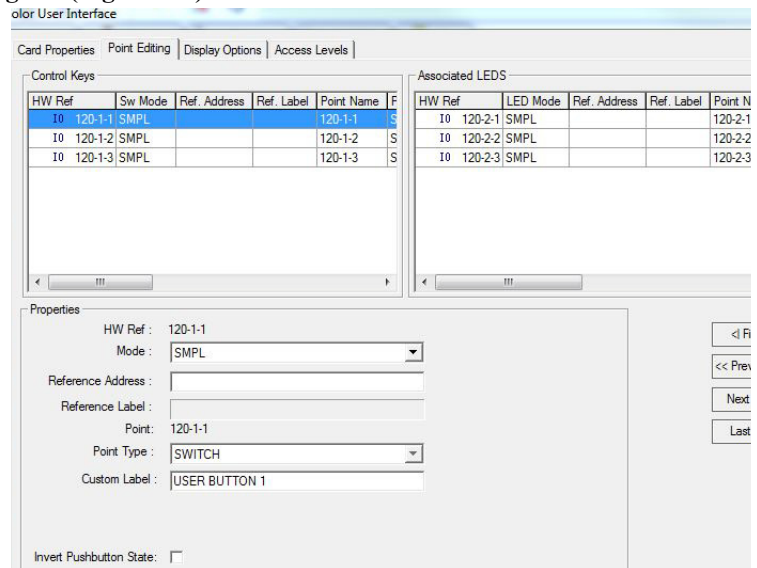 olor User Interface
Card Properties Point Editing Display Options Access Levels
Control Keys
HW Ref Sw Mode Ref. Address Ref. Label Point Name F
IO 120-1-1 SMPL 120-1-1 S
IO 120-1-2 SMPL 120-1-2 S
IO 120-1-3 SMPL 120-1-3 S
Associated LEDS
HW Ref LED Mode Ref. Address Ref. Label Point N
IO 120-2-1 SMPL 120-2-1
IO 120-2-2 SMPL 120-2-2
IO 120-2-3 SMPL 120-2-3
Properties
HW Ref : 120-1-1
Mode : SMPL
Reference Address :
Reference Label :
Point: 120-1-1
Point Type : SWITCH
Custom Label : USER BUTTON 1
Invert Pushbutton State:
<| Fi
<< Prev
Next
Last